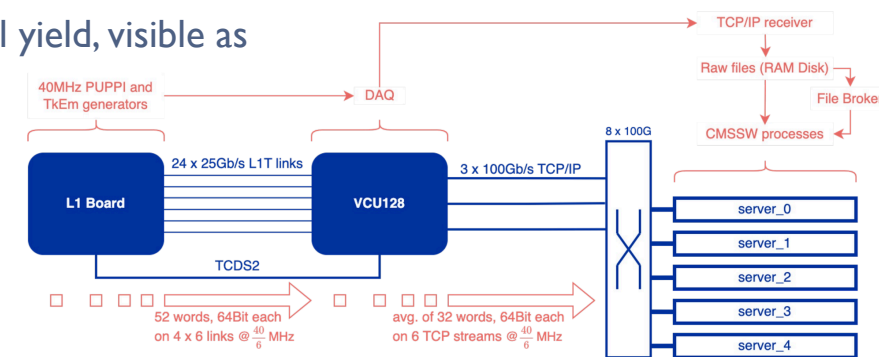 l yield, visible as
TCP/IP receiver
40MHz PUPPI and
TkEm generators
DAQ
Raw files (RAM Disk)
File Broker
CMSSW processes
8 x 100G
24 x 25Gb/s L1T links
3 x 100Gb/s TCP/IP
L1 Board
VCU128
server_0
server_1
server_2
server_3
server_4
TCDS2
52 words, 64Bit each
on 4 x 6 links @ 40/6 MHz
avg. of 32 words, 64Bit each
on 6 TCP streams @ 40/6 MHz